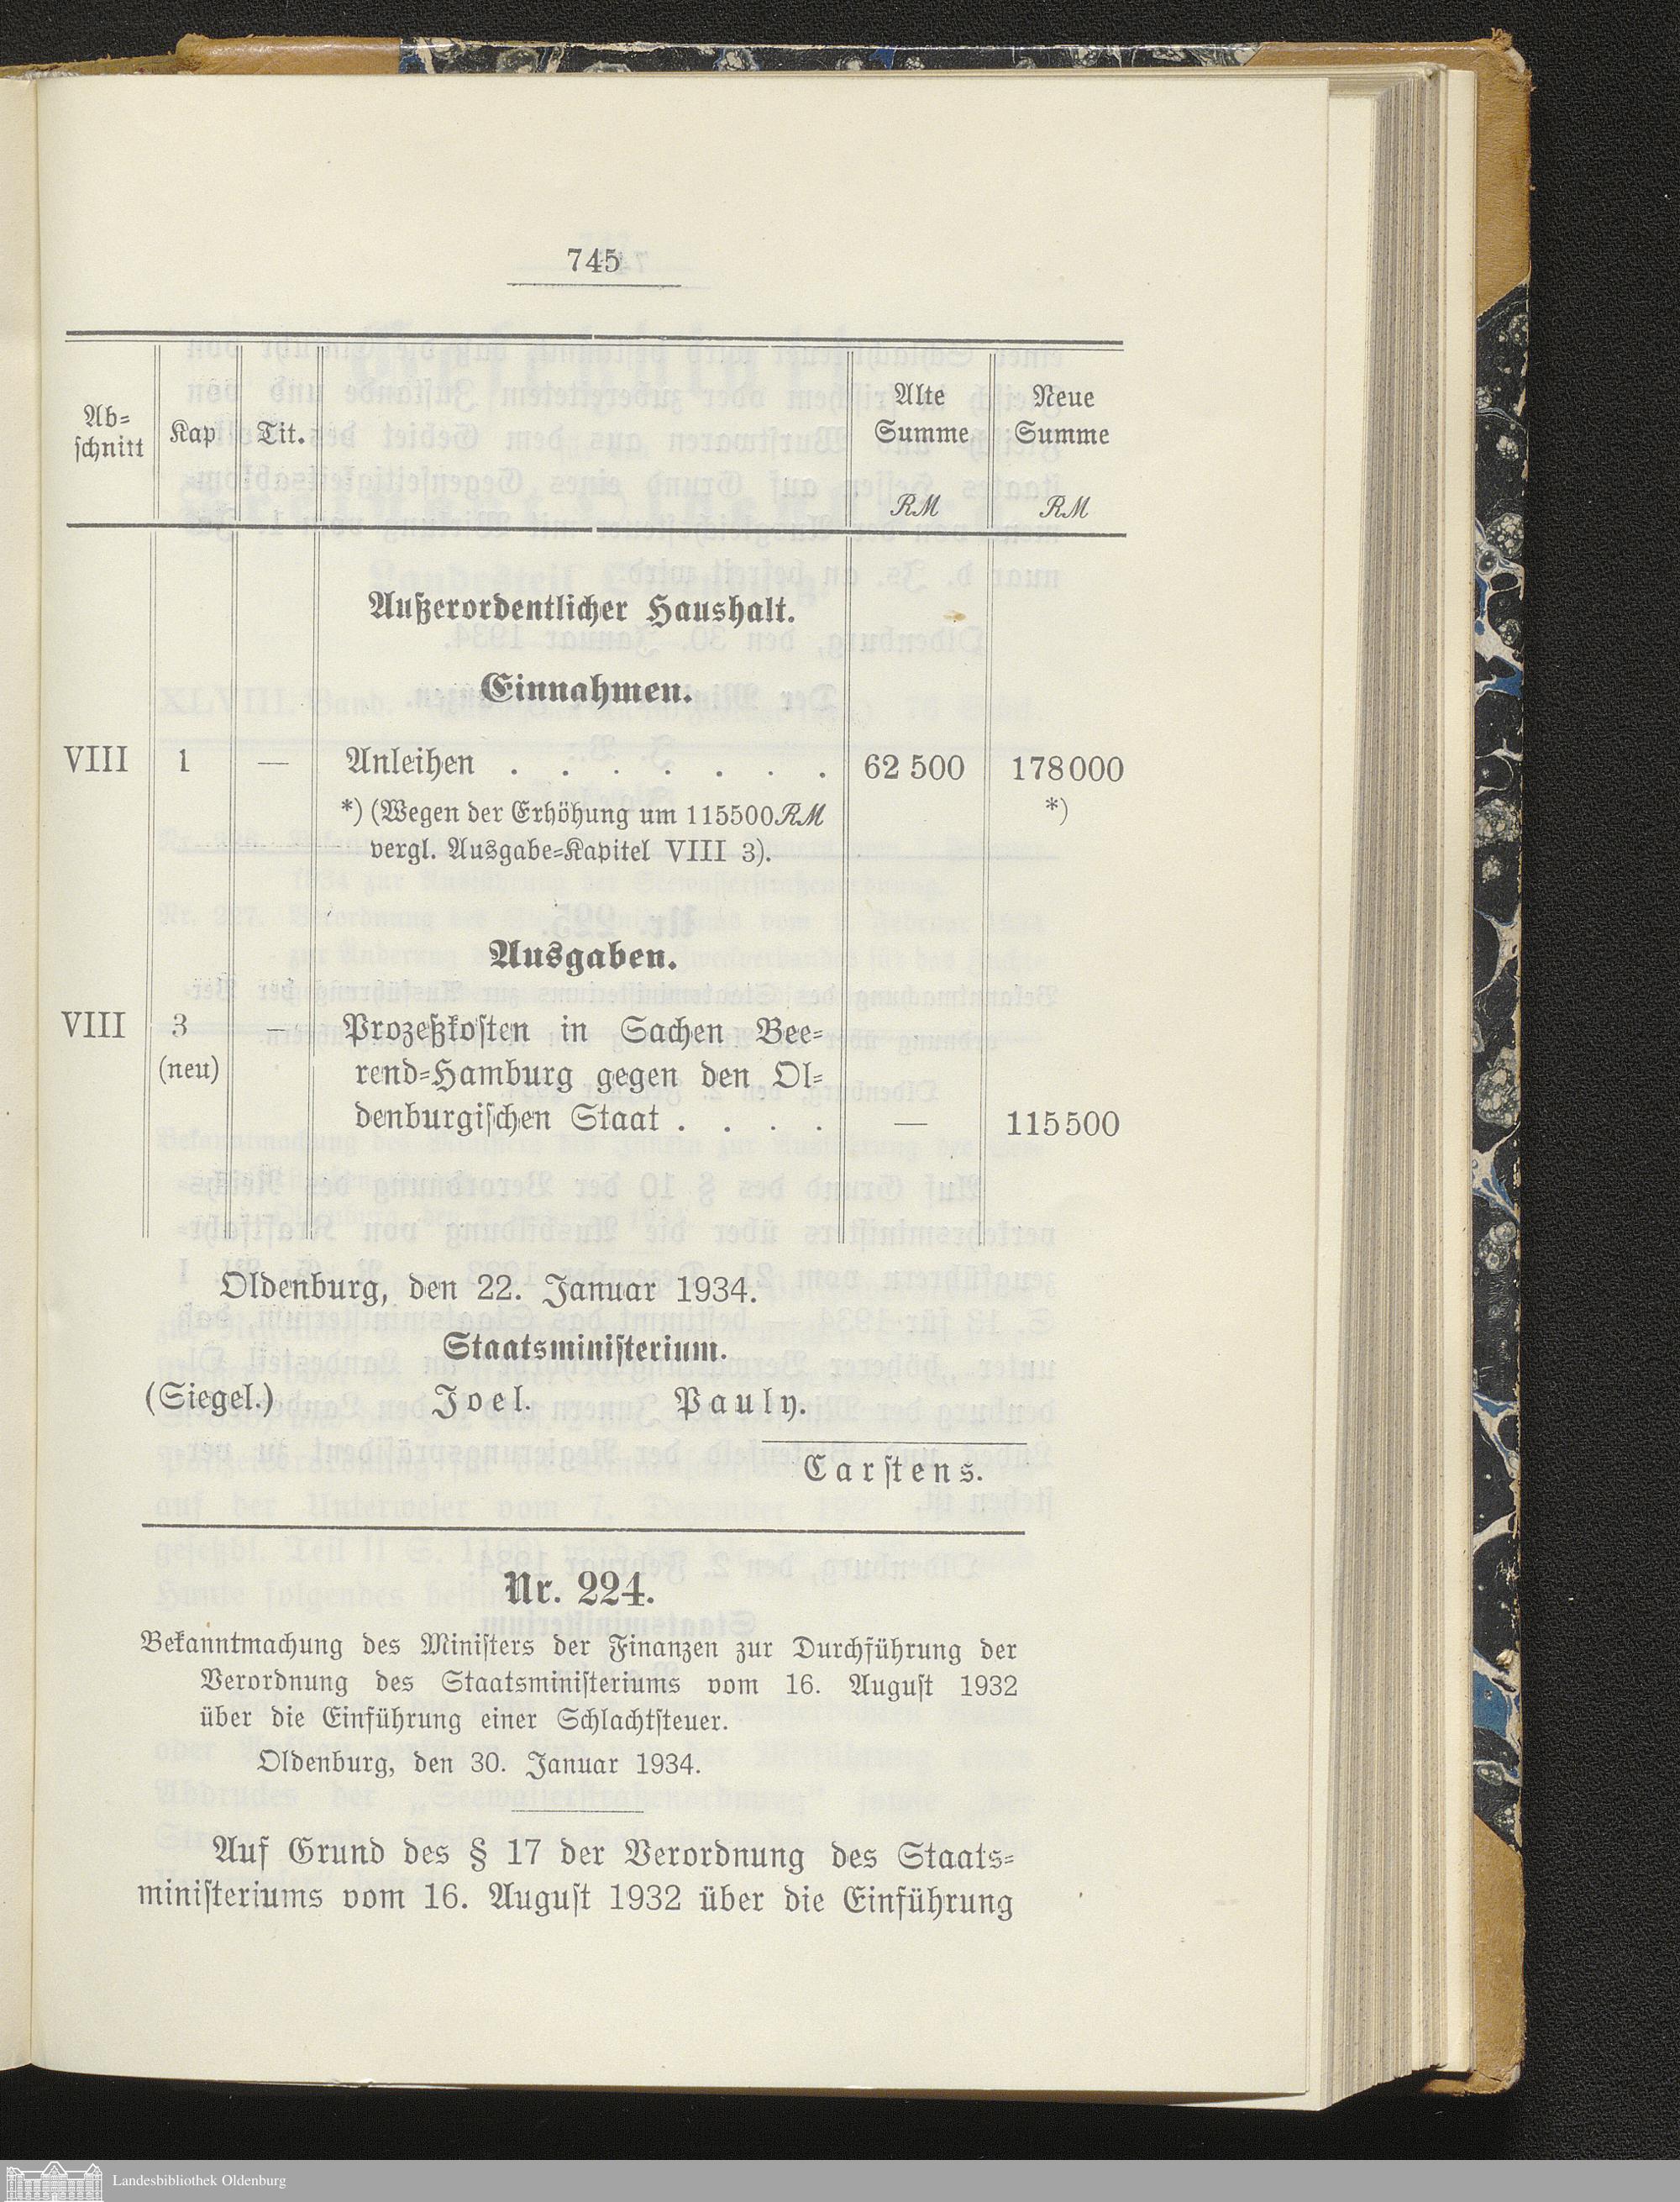 745
Ab-
schnitt
Kap
Tit.
Alte
Summe
RM
Neue
Summe
RM
Außerordentlicher Haushalt.
Einnahmen.
VIII 1 — Anleihen . . . . . . . 62 500 178 000
*) (Wegen der Erhöhung um 115500 RM *)
vergl. Ausgabe-Kapitel VIII 3).
Ausgaben.
VIII 3 — Prozeßkosten in Sachen Bee-
(neu) rend-Hamburg gegen den Ol-
denburgischen Staat . . . . — 115 500
Oldenburg, den 22. Januar 1934.
Staatsministerium.
(Siegel.) Joel. Pauly.
Carstens.
Nr. 224.
Bekanntmachung des Ministers der Finanzen zur Durchführung der
Verordnung des Staatsministeriums vom 16. August 1932
über die Einführung einer Schlachtsteuer.
Oldenburg, den 30. Januar 1934.
Auf Grund des § 17 der Verordnung des Staats-
ministeriums vom 16. August 1932 über die Einführung
Landesbibliothek Oldenburg